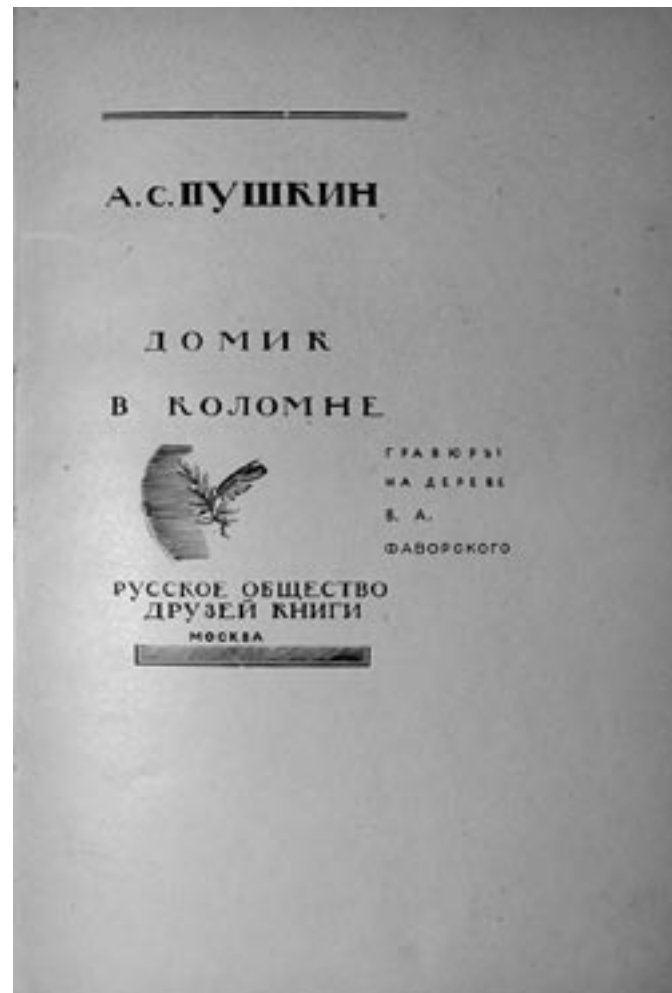 А.С.ПУШКИН
ДОМИК
В КОЛОМНЕ
ГРАВЮРЫ
НА ДЕРЕВЕ
В. А.
ФАВОРСКОГО
РУССКОЕ ОБЩЕСТВО
ДРУЗЕЙ КНИГИ
МОСКВА